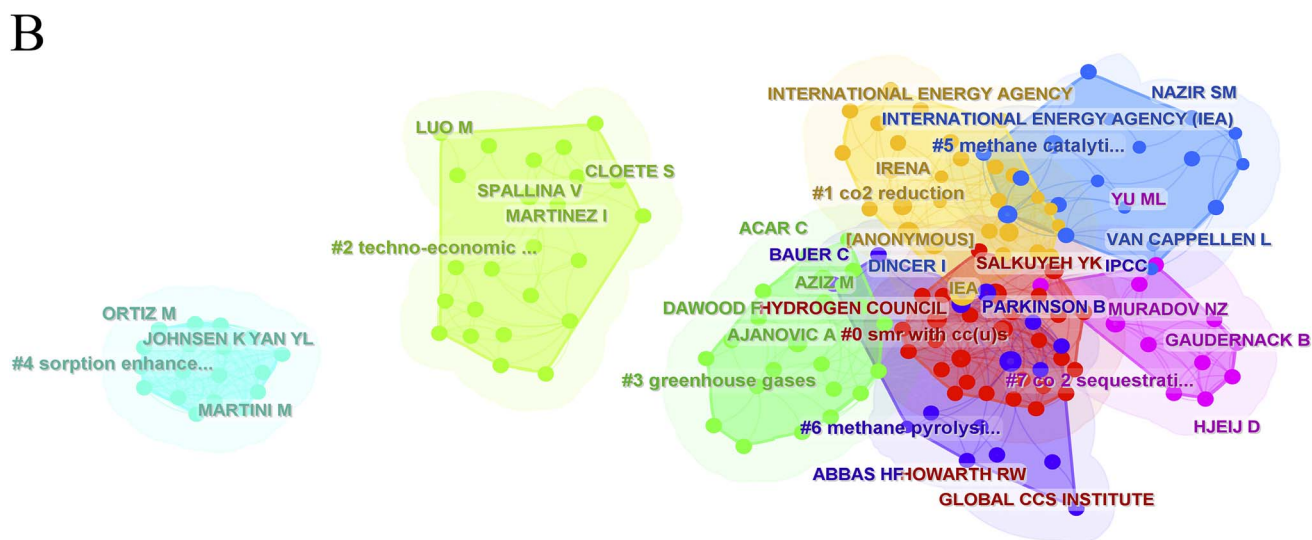 B
INTERNATIONAL ENERGY AGENCY
NAZIR SM
INTERNATIONAL ENERGY AGENCY (IEA)
LUO M
#5 methane catalyti...
CLOETE S
IRENA
SPALLINA V
#1 co2 reduction
YU ML
MARTINEZ I
ACAR C
#2 techno-economic ...
[ANONYMOUS]
VAN CAPPELLEN L
BAUER C
DINCER I
SALKUYEH YK
IPCC
AZIZ M
IEA
DAWOOD F
HYDROGEN COUNCIL
PARKINSON B
MURADOV NZ
ORTIZ M
AJANOVIC A
#0 smr with cc(u)s
GAUDERNACK B
JOHNSEN K
YAN YL
#4 sorption enhance...
#3 greenhouse gases
#7 co 2 sequestrati...
MARTINI M
#6 methane pyrolysi...
HJEIJ D
ABBAS HF
HOWARTH RW
GLOBAL CCS INSTITUTE